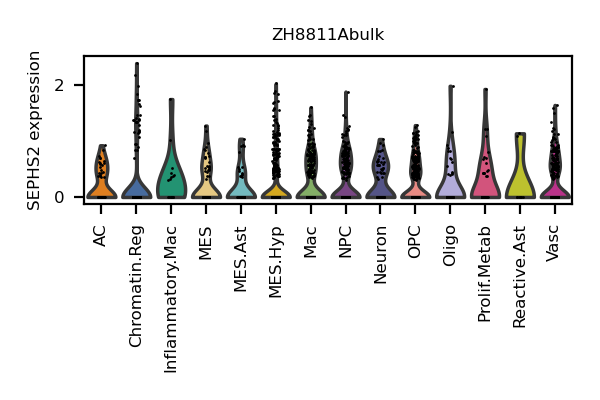 ZH8811Abulk
SEPHS2 expression
2
0
AC
Chromatin.Reg
Inflammatory.Mac
MES
MES.Ast
MES.Hyp
Mac
NPC
Neuron
OPC
Oligo
Prolif.Metab
Reactive.Ast
Vasc